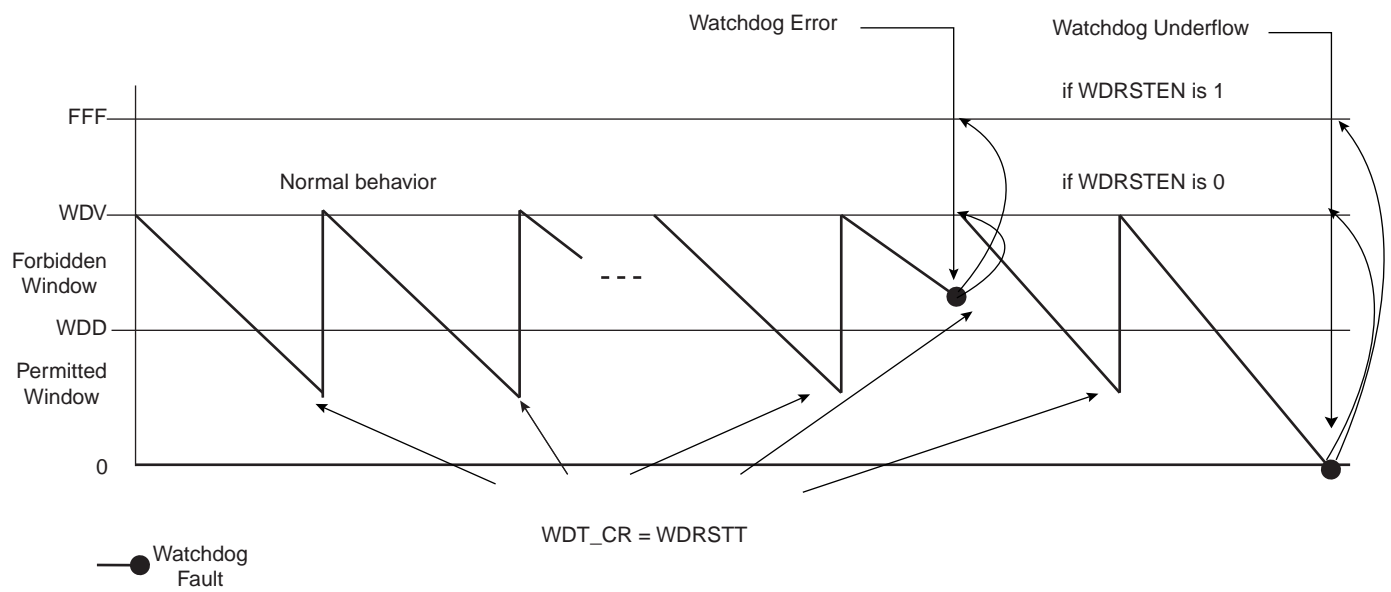 Watchdog Error
Watchdog Underflow
if WDRSTEN is 1
FFF
Normal behavior
if WDRSTEN is 0
WDV
Forbidden
Window
WDD
Permitted
Window
0
WDT_CR = WDRSTT
Watchdog
Fault